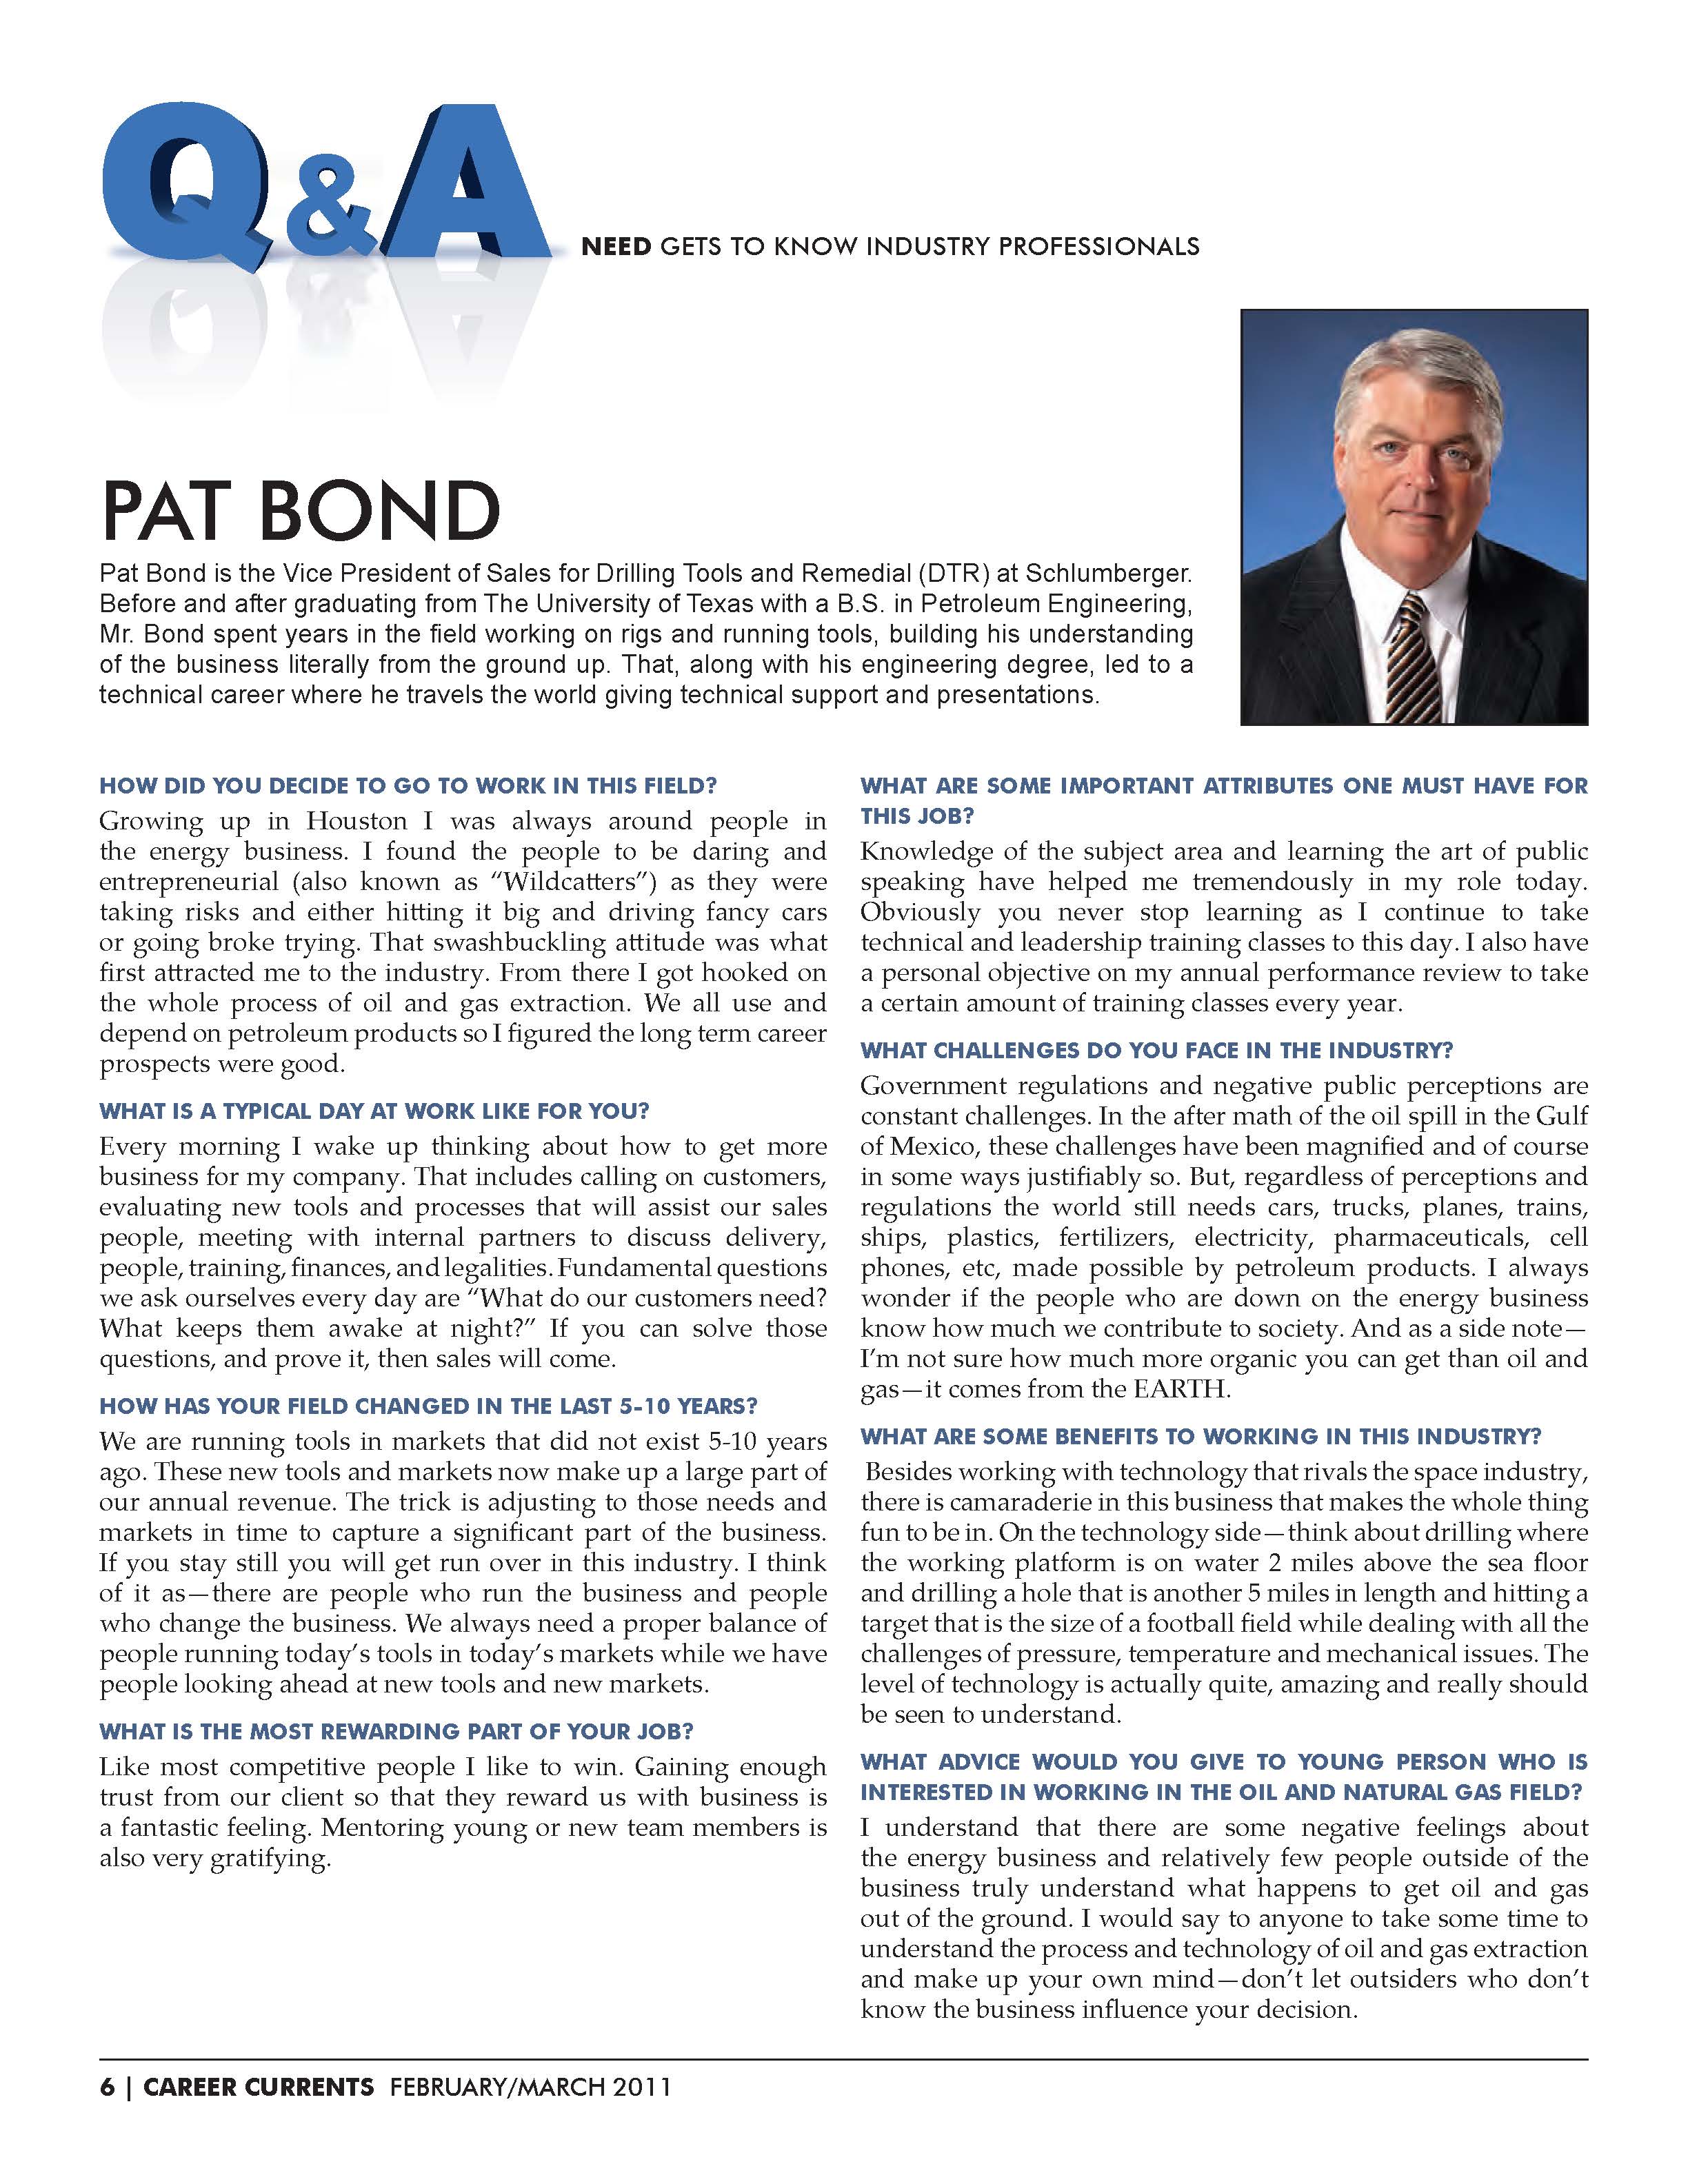 Q&A
NEED GETS TO KNOW INDUSTRY PROFESSIONALS
PAT BOND
Pat Bond is the Vice President of Sales for Drilling Tools and Remedial (DTR) at Schlumberger.
Before and after graduating from The University of Texas with a B.S. in Petroleum Engineering,
Mr. Bond spent years in the field working on rigs and running tools, building his understanding
of the business literally from the ground up. That, along with his engineering degree, led to a
technical career where he travels the world giving technical support and presentations.
HOW DID YOU DECIDE TO GO TO WORK IN THIS FIELD?
Growing up in Houston I was always around people in
the energy business. I found the people to be daring and
entrepreneurial (also known as “Wildcatters”) as they were
taking risks and either hitting it big and driving fancy cars
or going broke trying. That swashbuckling attitude was what
first attracted me to the industry. From there I got hooked on
the whole process of oil and gas extraction. We all use and
depend on petroleum products so I figured the long term career
prospects were good.
WHAT IS A TYPICAL DAY AT WORK LIKE FOR YOU?
Every morning I wake up thinking about how to get more
business for my company. That includes calling on customers,
evaluating new tools and processes that will assist our sales
people, meeting with internal partners to discuss delivery,
people, training, finances, and legalities. Fundamental questions
we ask ourselves every day are “What do our customers need?
What keeps them awake at night?” If you can solve those
questions, and prove it, then sales will come.
HOW HAS YOUR FIELD CHANGED IN THE LAST 5-10 YEARS?
We are running tools in markets that did not exist 5-10 years
ago. These new tools and markets now make up a large part of
our annual revenue. The trick is adjusting to those needs and
markets in time to capture a significant part of the business.
If you stay still you will get run over in this industry. I think
of it as—there are people who run the business and people
who change the business. We always need a proper balance of
people running today’s tools in today’s markets while we have
people looking ahead at new tools and new markets.
WHAT IS THE MOST REWARDING PART OF YOUR JOB?
Like most competitive people I like to win. Gaining enough
trust from our client so that they reward us with business is
a fantastic feeling. Mentoring young or new team members is
also very gratifying.
WHAT ARE SOME IMPORTANT ATTRIBUTES ONE MUST HAVE FOR
THIS JOB?
Knowledge of the subject area and learning the art of public
speaking have helped me tremendously in my role today.
Obviously you never stop learning as I continue to take
technical and leadership training classes to this day. I also have
a personal objective on my annual performance review to take
a certain amount of training classes every year.
WHAT CHALLENGES DO YOU FACE IN THE INDUSTRY?
Government regulations and negative public perceptions are
constant challenges. In the after math of the oil spill in the Gulf
of Mexico, these challenges have been magnified and of course
in some ways justifiably so. But, regardless of perceptions and
regulations the world still needs cars, trucks, planes, trains,
ships, plastics, fertilizers, electricity, pharmaceuticals, cell
phones, etc, made possible by petroleum products. I always
wonder if the people who are down on the energy business
know how much we contribute to society. And as a side note—
I’m not sure how much more organic you can get than oil and
gas—it comes from the EARTH.
WHAT ARE SOME BENEFITS TO WORKING IN THIS INDUSTRY?
Besides working with technology that rivals the space industry,
there is camaraderie in this business that makes the whole thing
fun to be in. On the technology side—think about drilling where
the working platform is on water 2 miles above the sea floor
and drilling a hole that is another 5 miles in length and hitting a
target that is the size of a football field while dealing with all the
challenges of pressure, temperature and mechanical issues. The
level of technology is actually quite, amazing and really should
be seen to understand.
WHAT ADVICE WOULD YOU GIVE TO YOUNG PERSON WHO IS
INTERESTED IN WORKING IN THE OIL AND NATURAL GAS FIELD?
I understand that there are some negative feelings about
the energy business and relatively few people outside of the
business truly understand what happens to get oil and gas
out of the ground. I would say to anyone to take some time to
understand the process and technology of oil and gas extraction
and make up your own mind—don’t let outsiders who don’t
know the business influence your decision.
6 | CAREER CURRENTS FEBRUARY/MARCH 2011